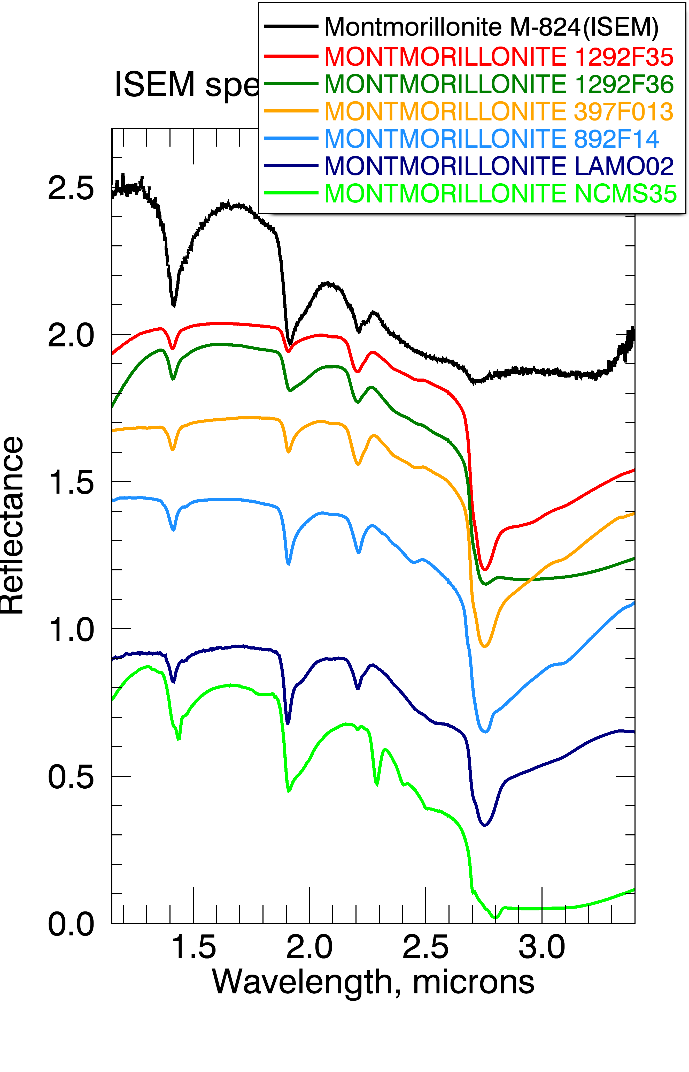 Montmorillonite M-824(ISEM)
MONTMORILLONITE 1292F35
MONTMORILLONITE 1292F36
MONTMORILLONITE 397F013
MONTMORILLONITE 892F14
MONTMORILLONITE LAMO02
MONTMORILLONITE NCMS35
ISEM spe
2.5
2.0
1.5
1.0
0.5
0.0
Reflectance
1.5 2.0 2.5 3.0
Wavelength, microns